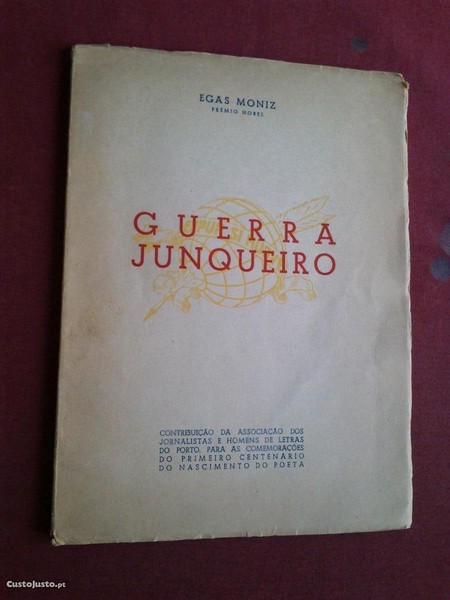 EGAS MONIZ
PRÉMIO NOBEL
GUERRA
JUNQUEIRO
CONTRIBUIÇÃO DA ASSOCIAÇÃO DOS
JORNALISTAS E HOMENS DE LETRAS
DO PORTO, PARA AS COMEMORAÇÕES
DO PRIMEIRO CENTENÁRIO
DO NASCIMENTO DO POETA
CustoJusto.pt